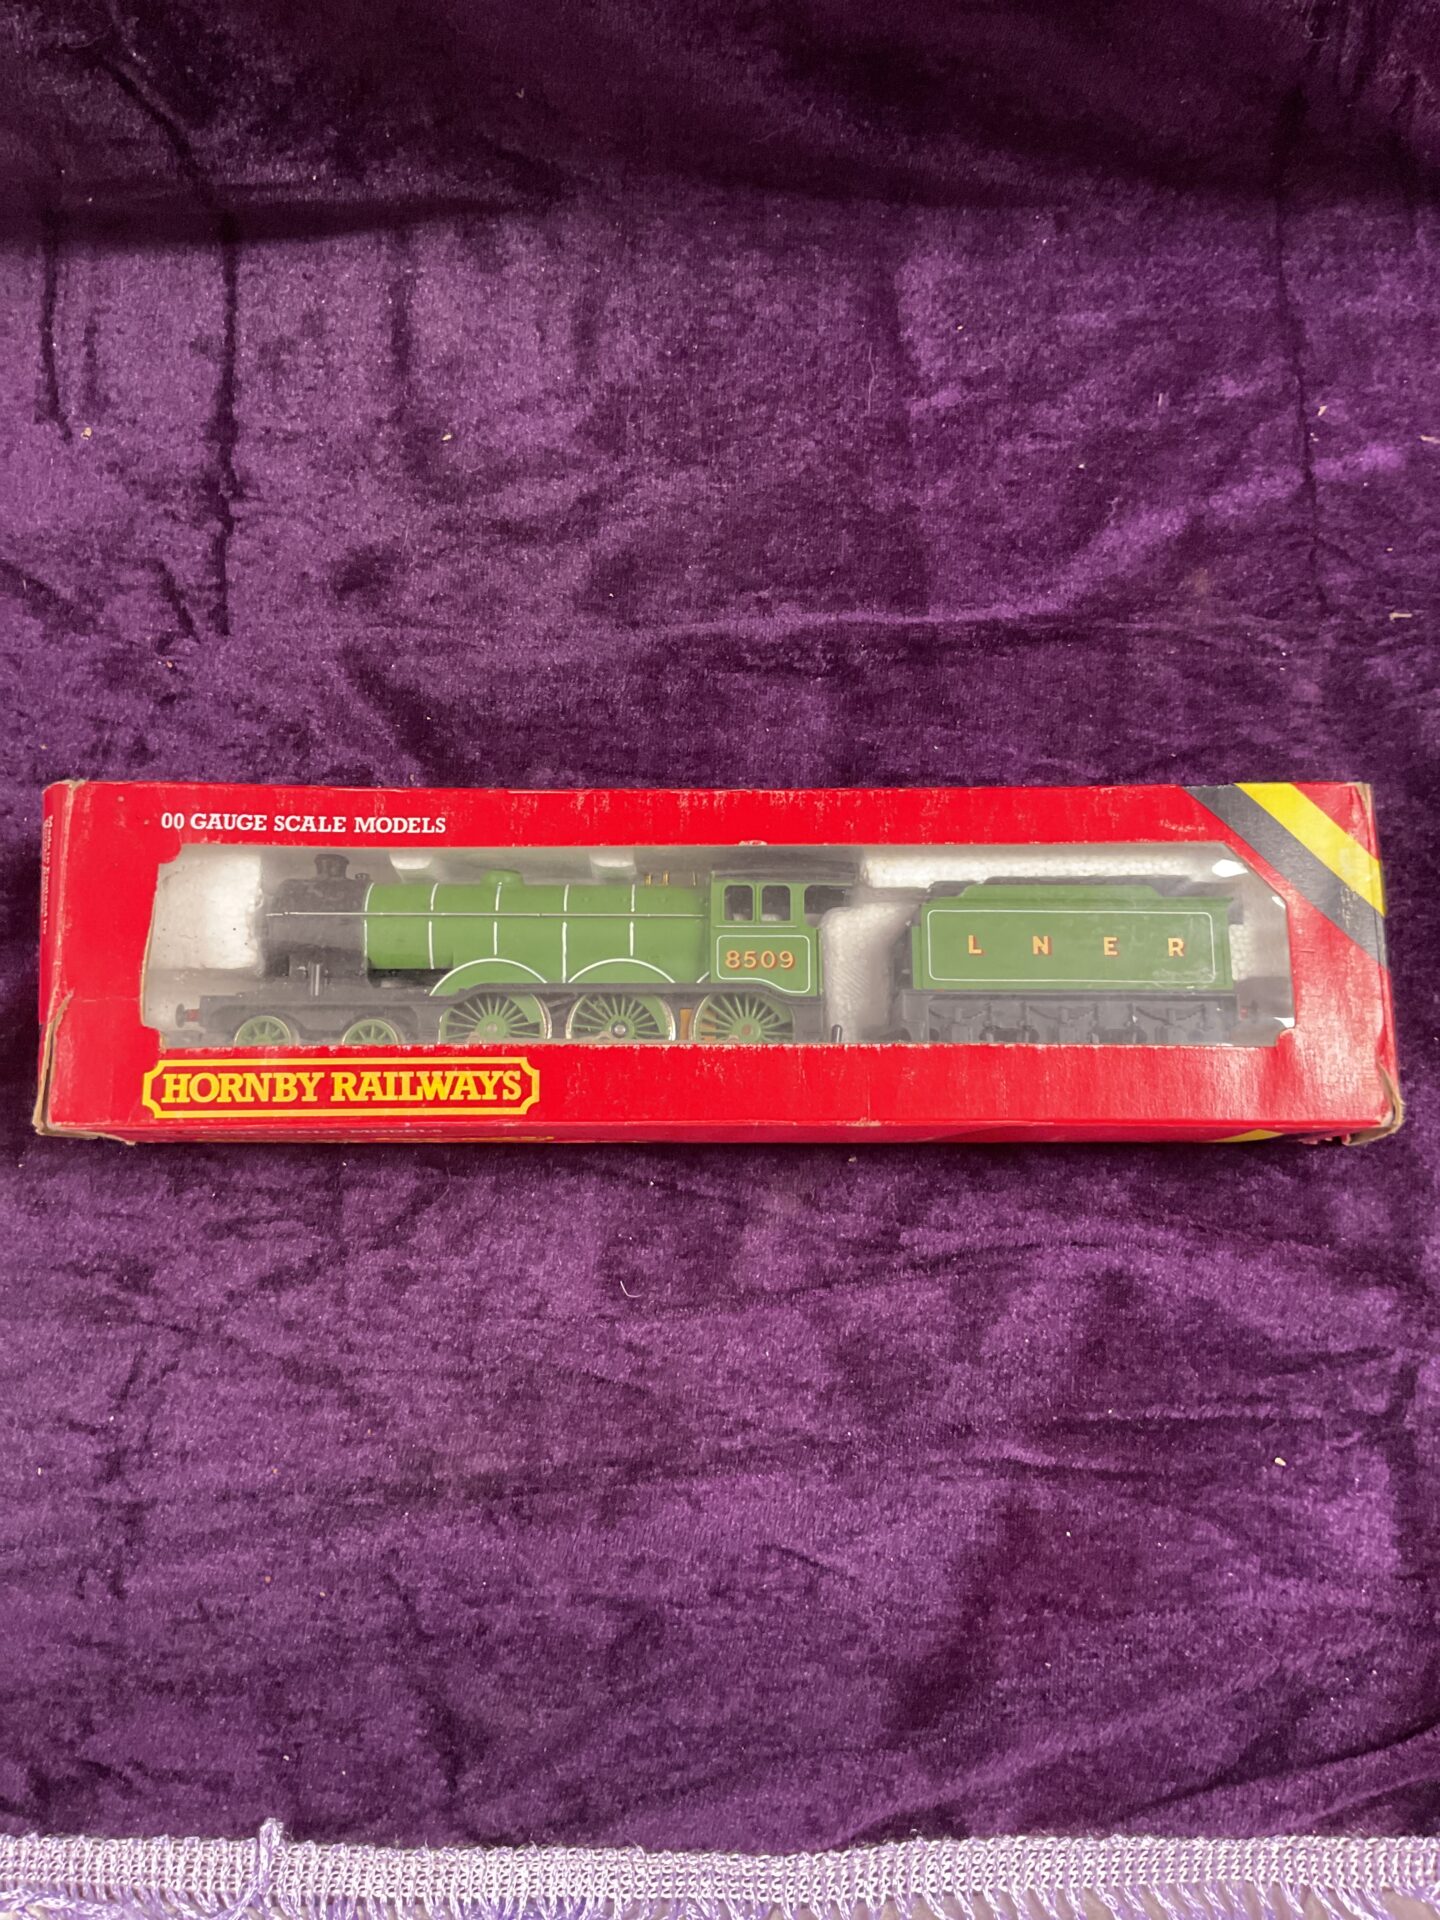 00 GAUGE SCALE MODELS
8509
L N E R
HORNBY RAILWAYS